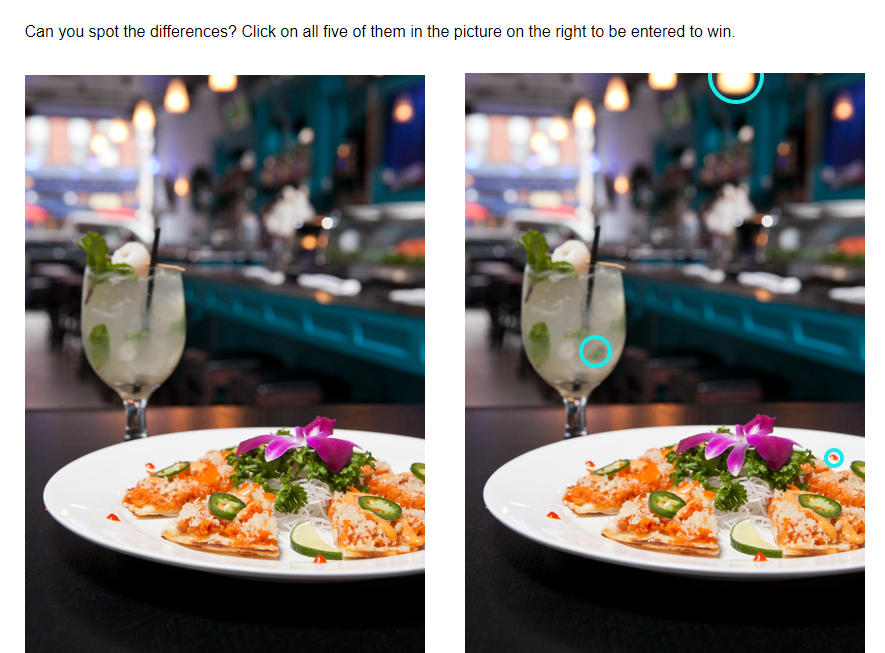 Can you spot the differences? Click on all five of them in the picture on the right to be entered to win.